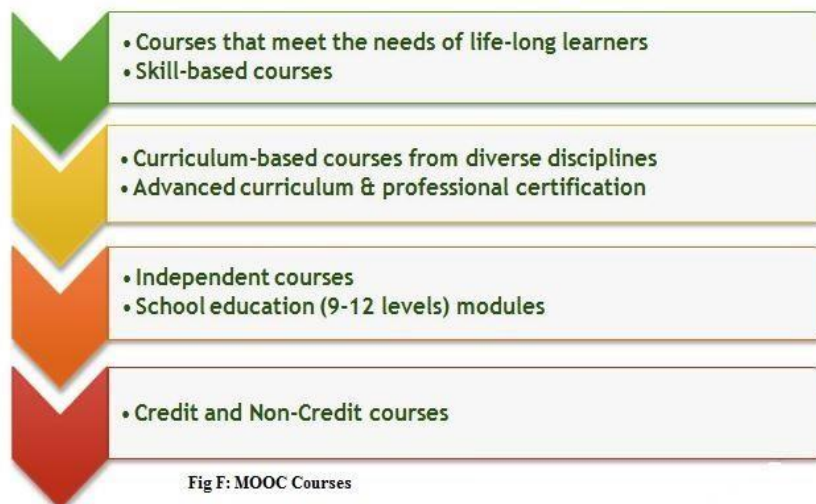 • Courses that meet the needs of life-long learners
• Skill-based courses
• Curriculum-based courses from diverse disciplines
• Advanced curriculum & professional certification
• Independent courses
• School education (9-12 levels) modules
• Credit and Non-Credit courses
Fig F: MOOC Courses